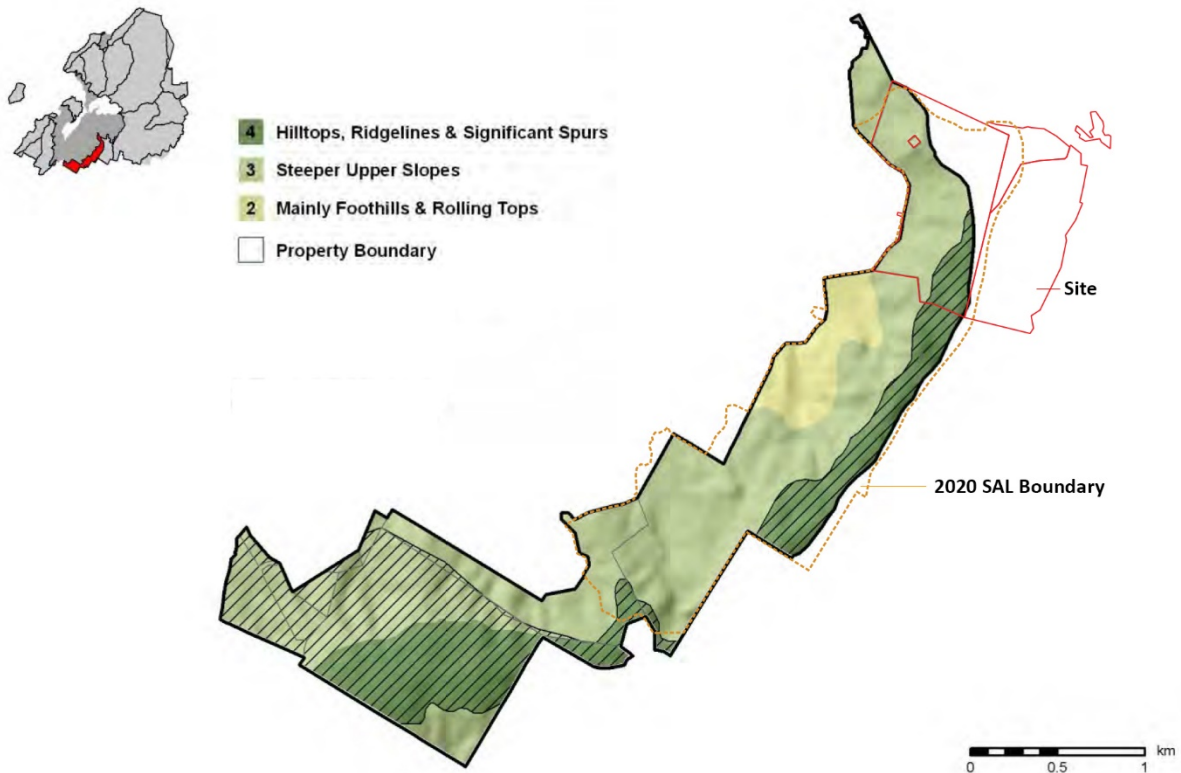 4 Hilltops, Ridgelines & Significant Spurs
3 Steeper Upper Slopes
2 Mainly Foothills & Rolling Tops
Property Boundary
Site
2020 SAL Boundary
km
0 0.5 1